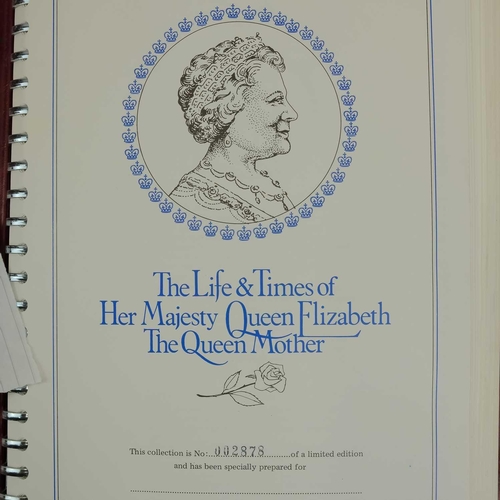 The Life & Times of
Her Majesty Queen Elizabeth
The Queen Mother
This collection is No:..002878.......of a limited edition
and has been specially prepared for